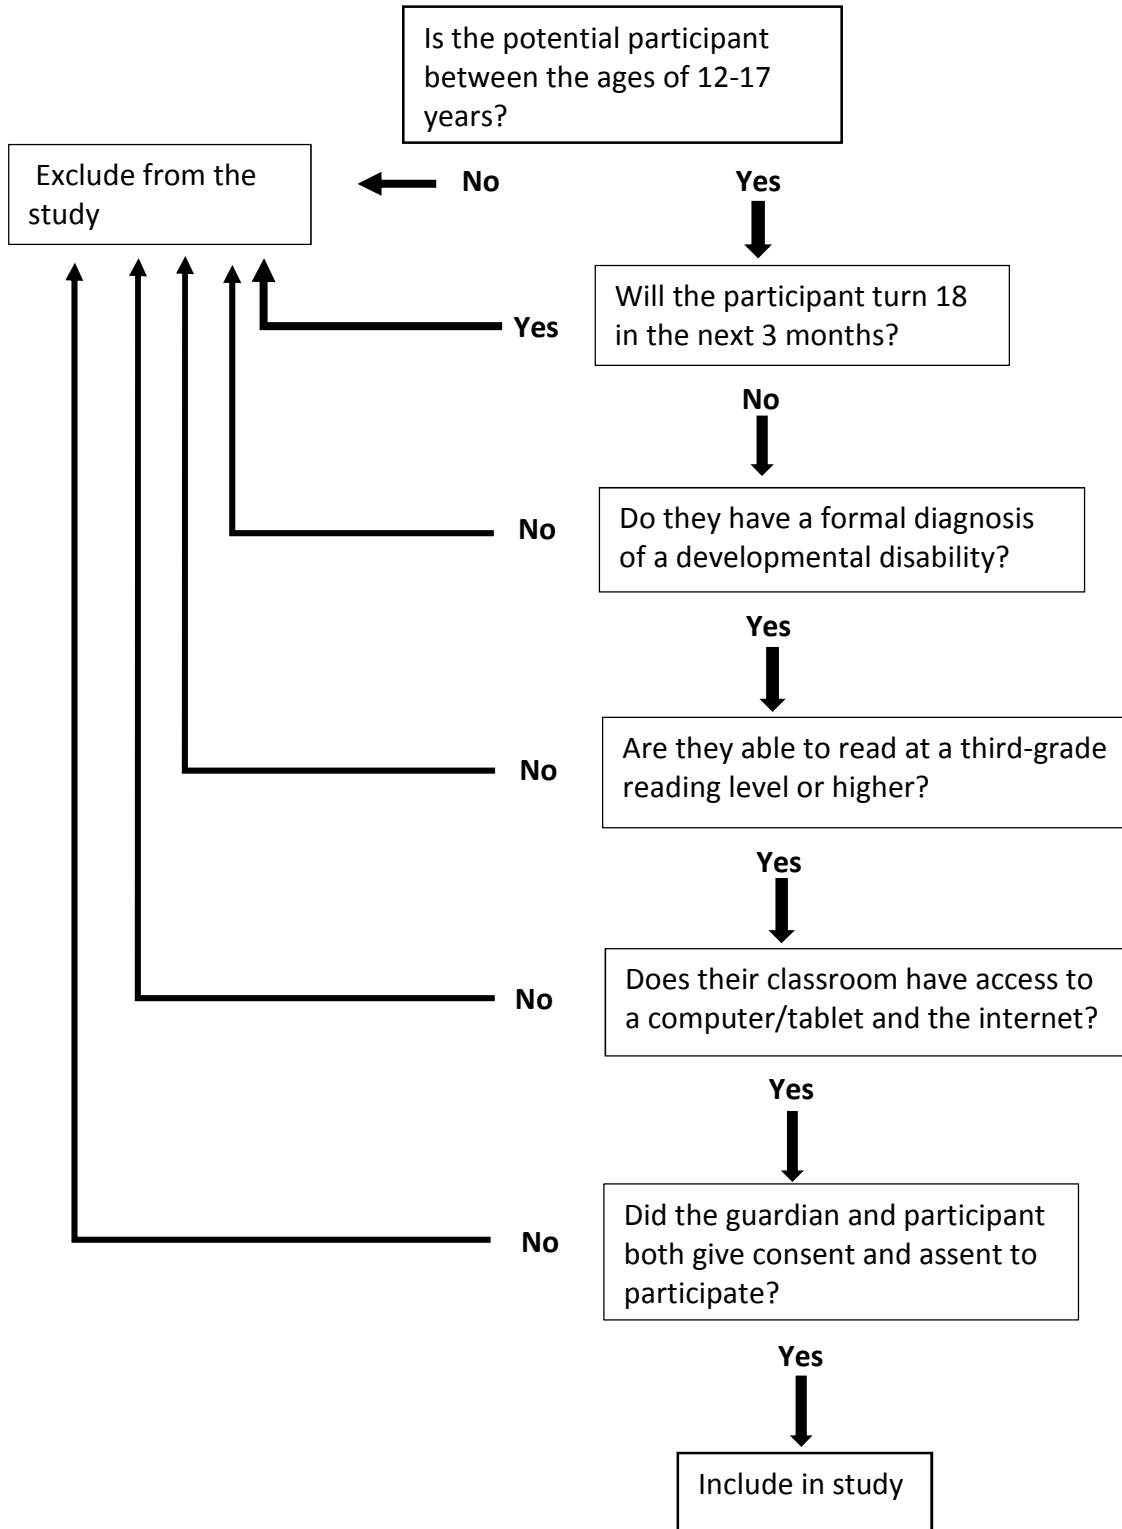 Is the potential participant
between the ages of 12-17
years?
Exclude from the
study
No
Yes
Will the participant turn 18
in the next 3 months?
Yes
No
Do they have a formal diagnosis
of a developmental disability?
No
Yes
Are they able to read at a third-grade
reading level or higher?
No
Yes
Does their classroom have access to
a computer/tablet and the internet?
No
Yes
Did the guardian and participant
both give consent and assent to
participate?
No
Yes
Include in study